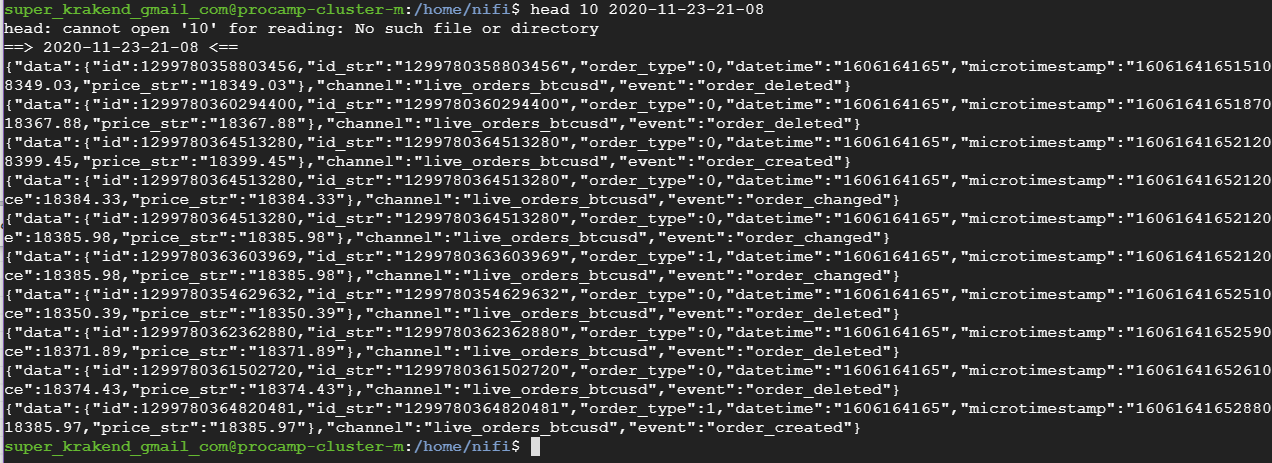 super_krakend_gmail_com@procamp-cluster-m:/home/nifi$ head 10 2020-11-23-21-08
head: cannot open '10' for reading: No such file or directory
==> 2020-11-23-21-08 <==
{"data":{"id":1299780358803456,"id_str":"1299780358803456","order_type":0,"datetime":"1606164165","microtimestamp":"16061641651510
8349.03,"price_str":"18349.03"},"channel":"live_orders_btcusd","event":"order_deleted"}
{"data":{"id":1299780360294400,"id_str":"1299780360294400","order_type":0,"datetime":"1606164165","microtimestamp":"16061641651870
18367.88,"price_str":"18367.88"},"channel":"live_orders_btcusd","event":"order_deleted"}
{"data":{"id":1299780364513280,"id_str":"1299780364513280","order_type":0,"datetime":"1606164165","microtimestamp":"16061641652120
8399.45,"price_str":"18399.45"},"channel":"live_orders_btcusd","event":"order_created"}
{"data":{"id":1299780364513280,"id_str":"1299780364513280","order_type":0,"datetime":"1606164165","microtimestamp":"16061641652120
ce":18384.33,"price_str":"18384.33"},"channel":"live_orders_btcusd","event":"order_changed"}
{"data":{"id":1299780364513280,"id_str":"1299780364513280","order_type":0,"datetime":"1606164165","microtimestamp":"16061641652120
e":18385.98,"price_str":"18385.98"},"channel":"live_orders_btcusd","event":"order_changed"}
{"data":{"id":1299780363603969,"id_str":"1299780363603969","order_type":1,"datetime":"1606164165","microtimestamp":"16061641652120
ce":18385.98,"price_str":"18385.98"},"channel":"live_orders_btcusd","event":"order_changed"}
{"data":{"id":1299780354629632,"id_str":"1299780354629632","order_type":0,"datetime":"1606164165","microtimestamp":"16061641652510
ce":18350.39,"price_str":"18350.39"},"channel":"live_orders_btcusd","event":"order_deleted"}
{"data":{"id":1299780362362880,"id_str":"1299780362362880","order_type":0,"datetime":"1606164165","microtimestamp":"16061641652590
ce":18371.89,"price_str":"18371.89"},"channel":"live_orders_btcusd","event":"order_deleted"}
{"data":{"id":1299780361502720,"id_str":"1299780361502720","order_type":0,"datetime":"1606164165","microtimestamp":"16061641652610
ce":18374.43,"price_str":"18374.43"},"channel":"live_orders_btcusd","event":"order_deleted"}
{"data":{"id":1299780364820481,"id_str":"1299780364820481","order_type":1,"datetime":"1606164165","microtimestamp":"16061641652880
18385.97,"price_str":"18385.97"},"channel":"live_orders_btcusd","event":"order_created"}
super_krakend_gmail_com@procamp-cluster-m:/home/nifi$